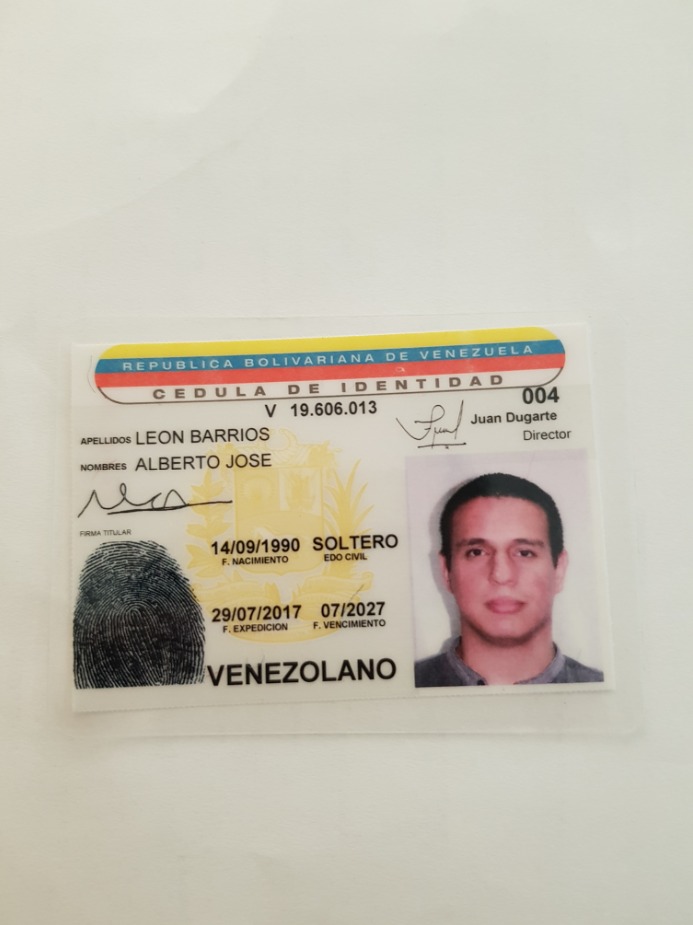 REPUBLICA BOLIVARIANA DE VENEZUELA
CEDULA DE IDENTIDAD
V 19.606.013
004
Juan Dugarte
Director
APELLIDOS LEON BARRIOS
NOMBRES ALBERTO JOSE
FIRMA TITULAR
14/09/1990 SOLTERO
F. NACIMIENTO EDO CIVIL
29/07/2017 07/2027
F. EXPEDICION F. VENCIMIENTO
VENEZOLANO